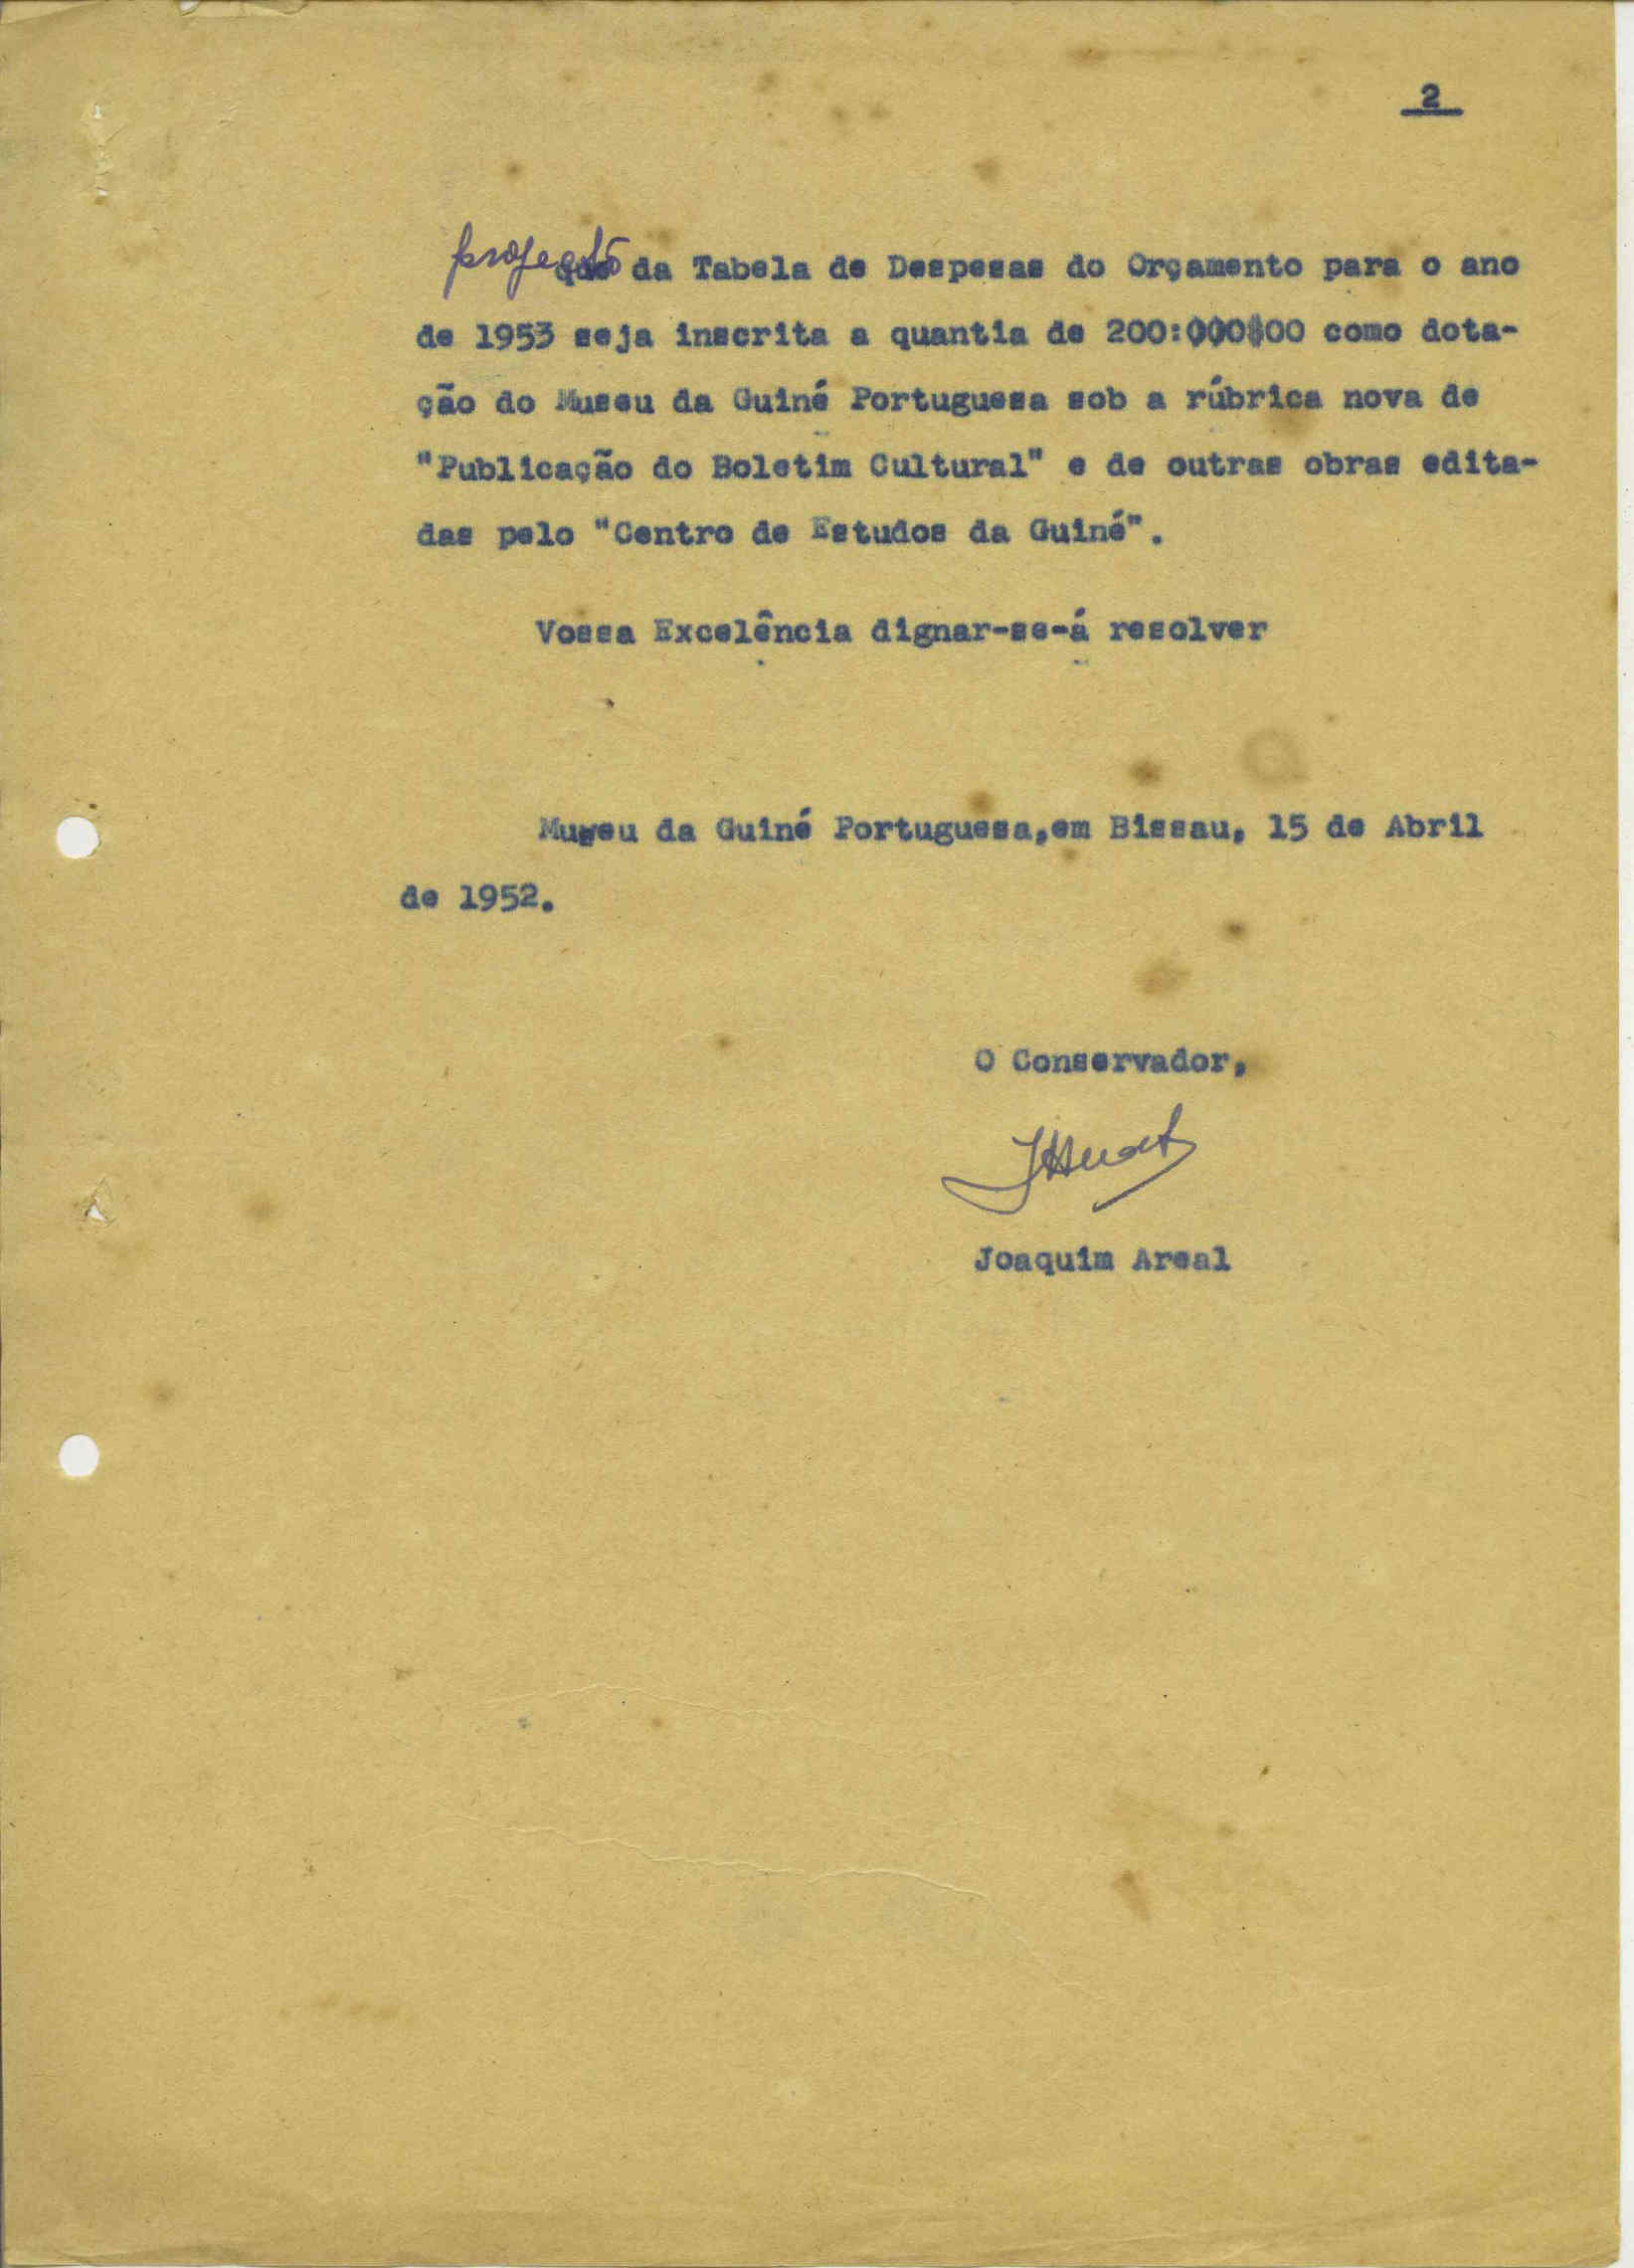 2
projecto da Tabela de Despesas do Orçamento para o ano
de 1953 seja inscrita a quantia de 200:000$00 como dota-
ção do Museu da Guiné Portuguesa sob a rúbrica nova de
"Publicação do Boletim Cultural" e de outras obras edita-
das pelo "Centro de Estudos da Guiné".
Vossa Excelência dignar-se-á resolver
Museu da Guiné Portuguesa,em Bissau, 15 de Abril
de 1952.
O Conservador,
Joaquim Areal